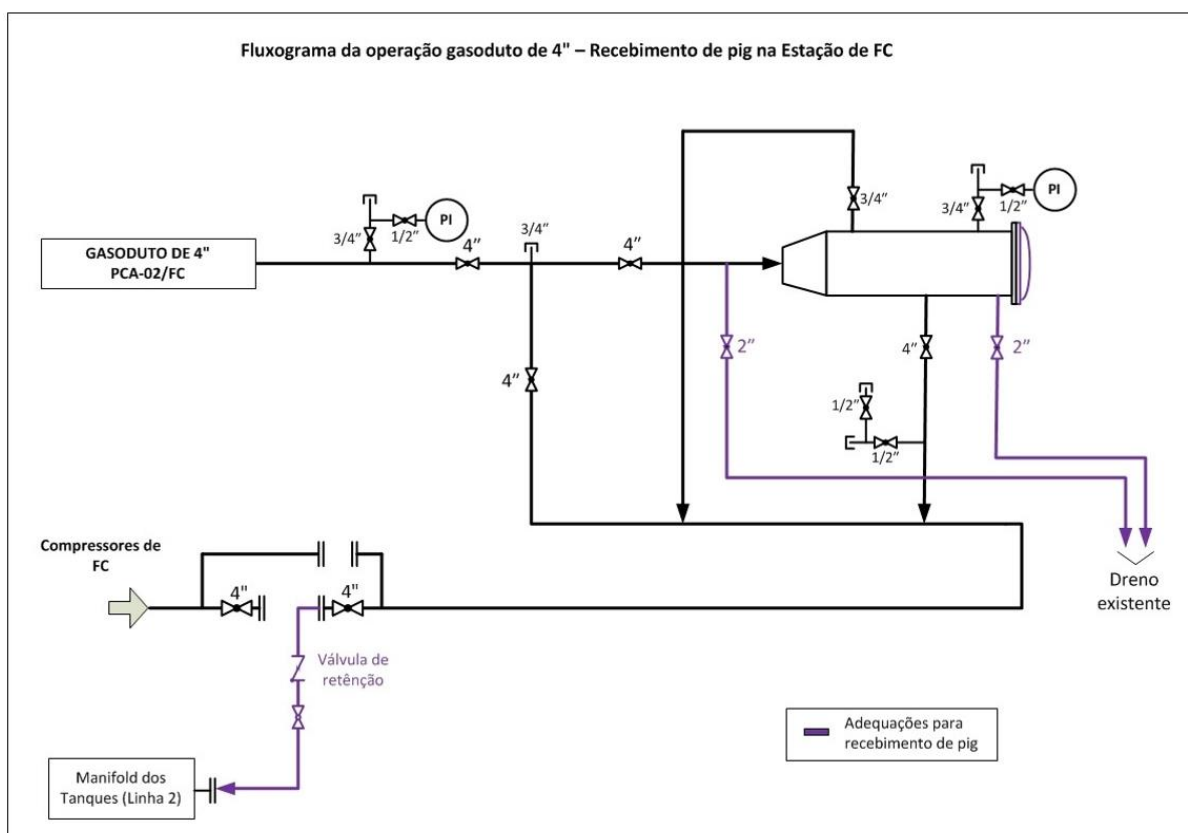 Fluxograma da operação gasoduto de 4" – Recebimento de pig na Estação de FC
3/4"
1/2"
PI
3/4"
1/2"
PI
3/4"
3/4"
4"
4"
GASODUTO DE 4"
PCA-02/FC
2"
4"
2"
4"
1/2"
1/2"
Compressores de
FC
4"
4"
Dreno
existente
Válvula de
retênção
Adequações para
recebimento de pig
Manifold dos
Tanques (Linha 2)